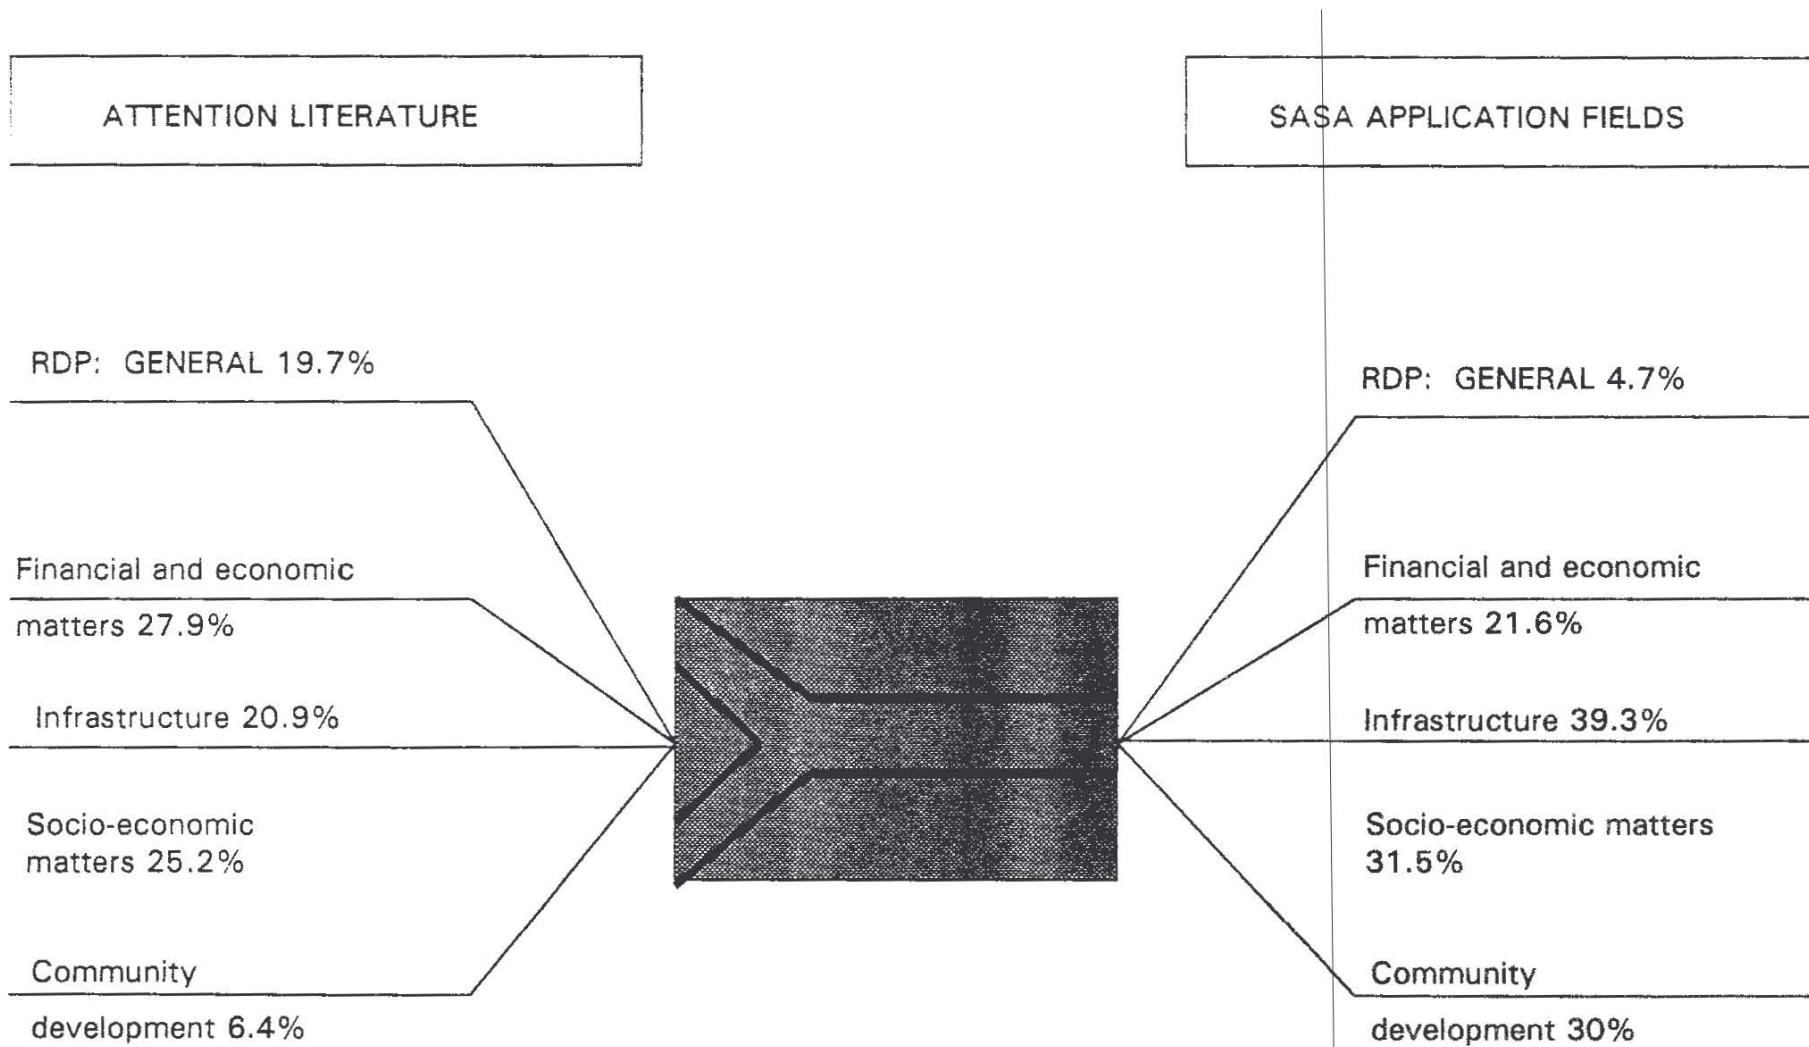 ATTENTION LITERATURE
SASA APPLICATION FIELDS
RDP: GENERAL 19.7%
Financial and economic
matters 27.9%
Infrastructure 20.9%
Socio-economic
matters 25.2%
Community
development 6.4%
RDP: GENERAL 4.7%
Financial and economic
matters 21.6%
Infrastructure 39.3%
Socio-economic matters
31.5%
Community
development 30%